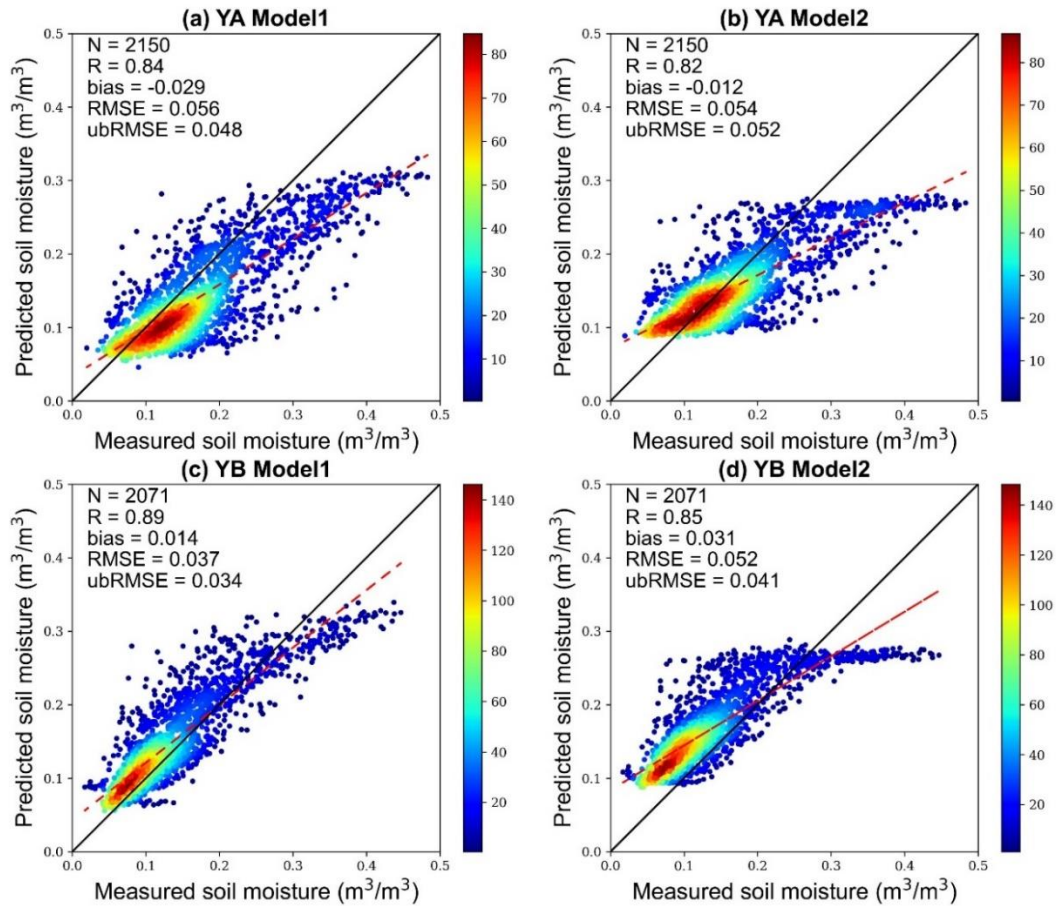 (a) YA Model1
N = 2150
R = 0.84
bias = -0.029
RMSE = 0.056
ubRMSE = 0.048
0.5
0.4
0.3
0.2
0.1
0.0
0.0 0.1 0.2 0.3 0.4 0.5
Predicted soil moisture (m³/m³)
Measured soil moisture (m³/m³)
80
70
60
50
40
30
20
10
(b) YA Model2
N = 2150
R = 0.82
bias = -0.012
RMSE = 0.054
ubRMSE = 0.052
0.5
0.4
0.3
0.2
0.1
0.0
0.0 0.1 0.2 0.3 0.4 0.5
Predicted soil moisture (m³/m³)
Measured soil moisture (m³/m³)
80
70
60
50
40
30
20
10
(c) YB Model1
N = 2071
R = 0.89
bias = 0.014
RMSE = 0.037
ubRMSE = 0.034
0.5
0.4
0.3
0.2
0.1
0.0
0.0 0.1 0.2 0.3 0.4 0.5
Predicted soil moisture (m³/m³)
Measured soil moisture (m³/m³)
140
120
100
80
60
40
20
(d) YB Model2
N = 2071
R = 0.85
bias = 0.031
RMSE = 0.052
ubRMSE = 0.041
0.5
0.4
0.3
0.2
0.1
0.0
0.0 0.1 0.2 0.3 0.4 0.5
Predicted soil moisture (m³/m³)
Measured soil moisture (m³/m³)
140
120
100
80
60
40
20